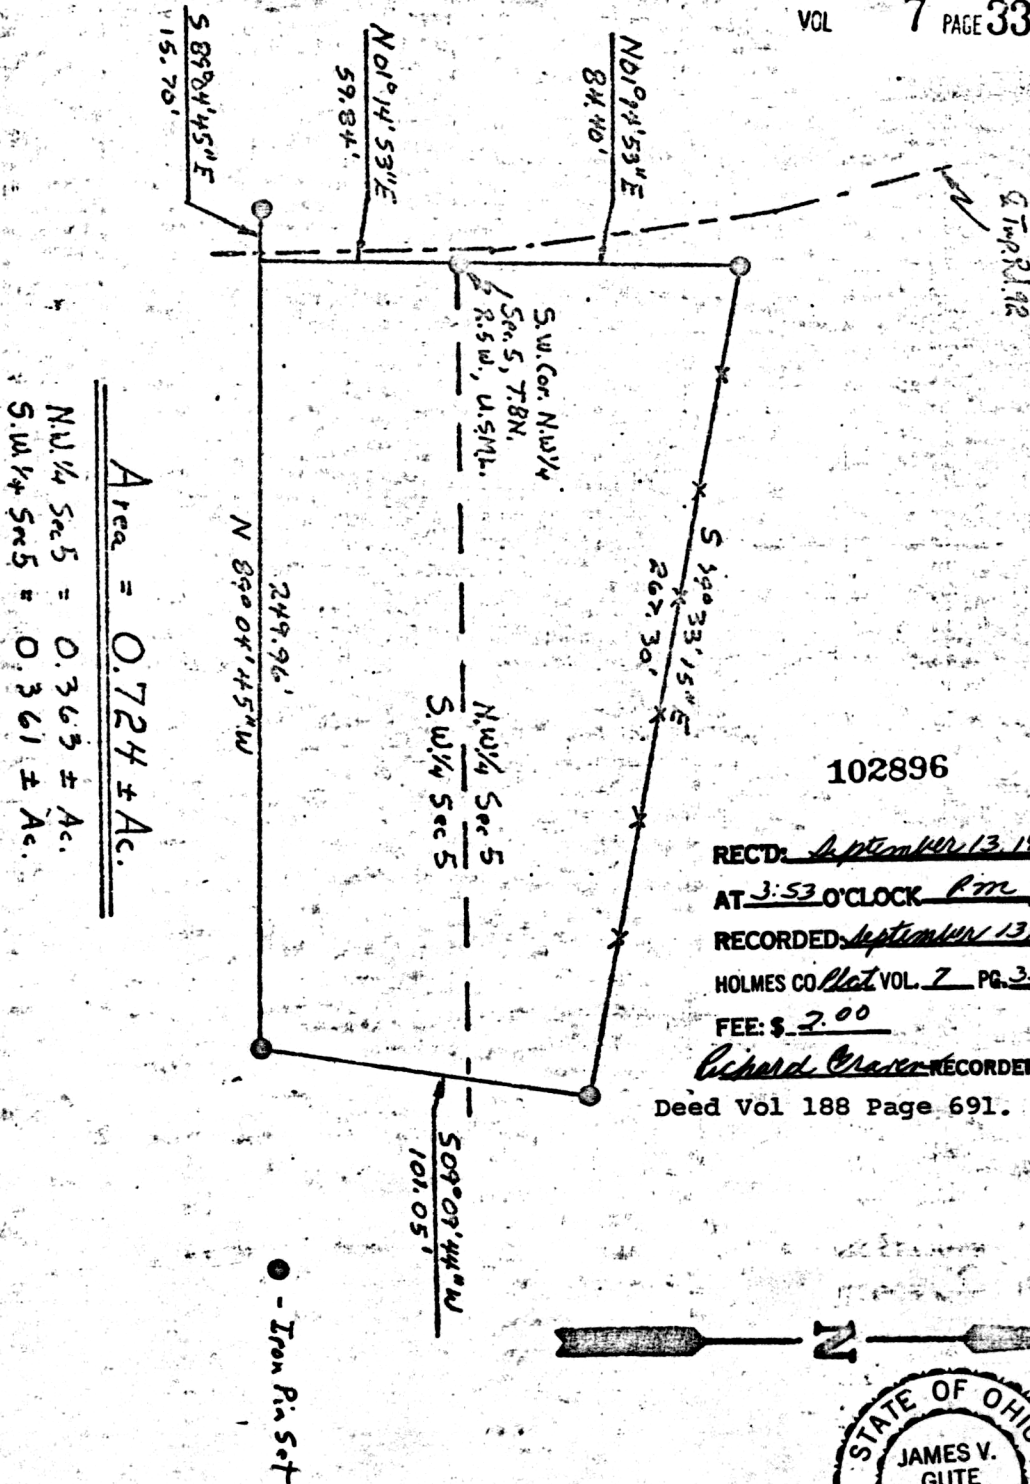 VOL 7 PAGE 33
S 89°04'45"E
15.70'
N01°14'53"E
59.84'
N01°14'53"E
84.40'
S.W. Cor. N.W.1/4
Sec. 5, T.8N.
R.5W., U.S.M.L.
33' 15" E
267.30'
249.96'
N 89°04'45"W
N.W.1/4 Sec 5
S.W.1/4 Sec 5
S09°09'44"W
101.05'
Area = 0.724 ± Ac.
N.W.1/4 Sec 5 = 0.363 ± Ac.
S.W.1/4 Sec 5 = 0.361 ± Ac.
102896
REC'D: September 13, 19
AT 3:53 O'CLOCK P.m
RECORDED: September 13,
HOLMES CO Plat VOL. 7 PG. 3
FEE: $ 2.00
Richard Craven RECORDE
Deed Vol 188 Page 691.
- Iron Pin Set
N
STATE OF OHIO
JAMES V.
GUTE